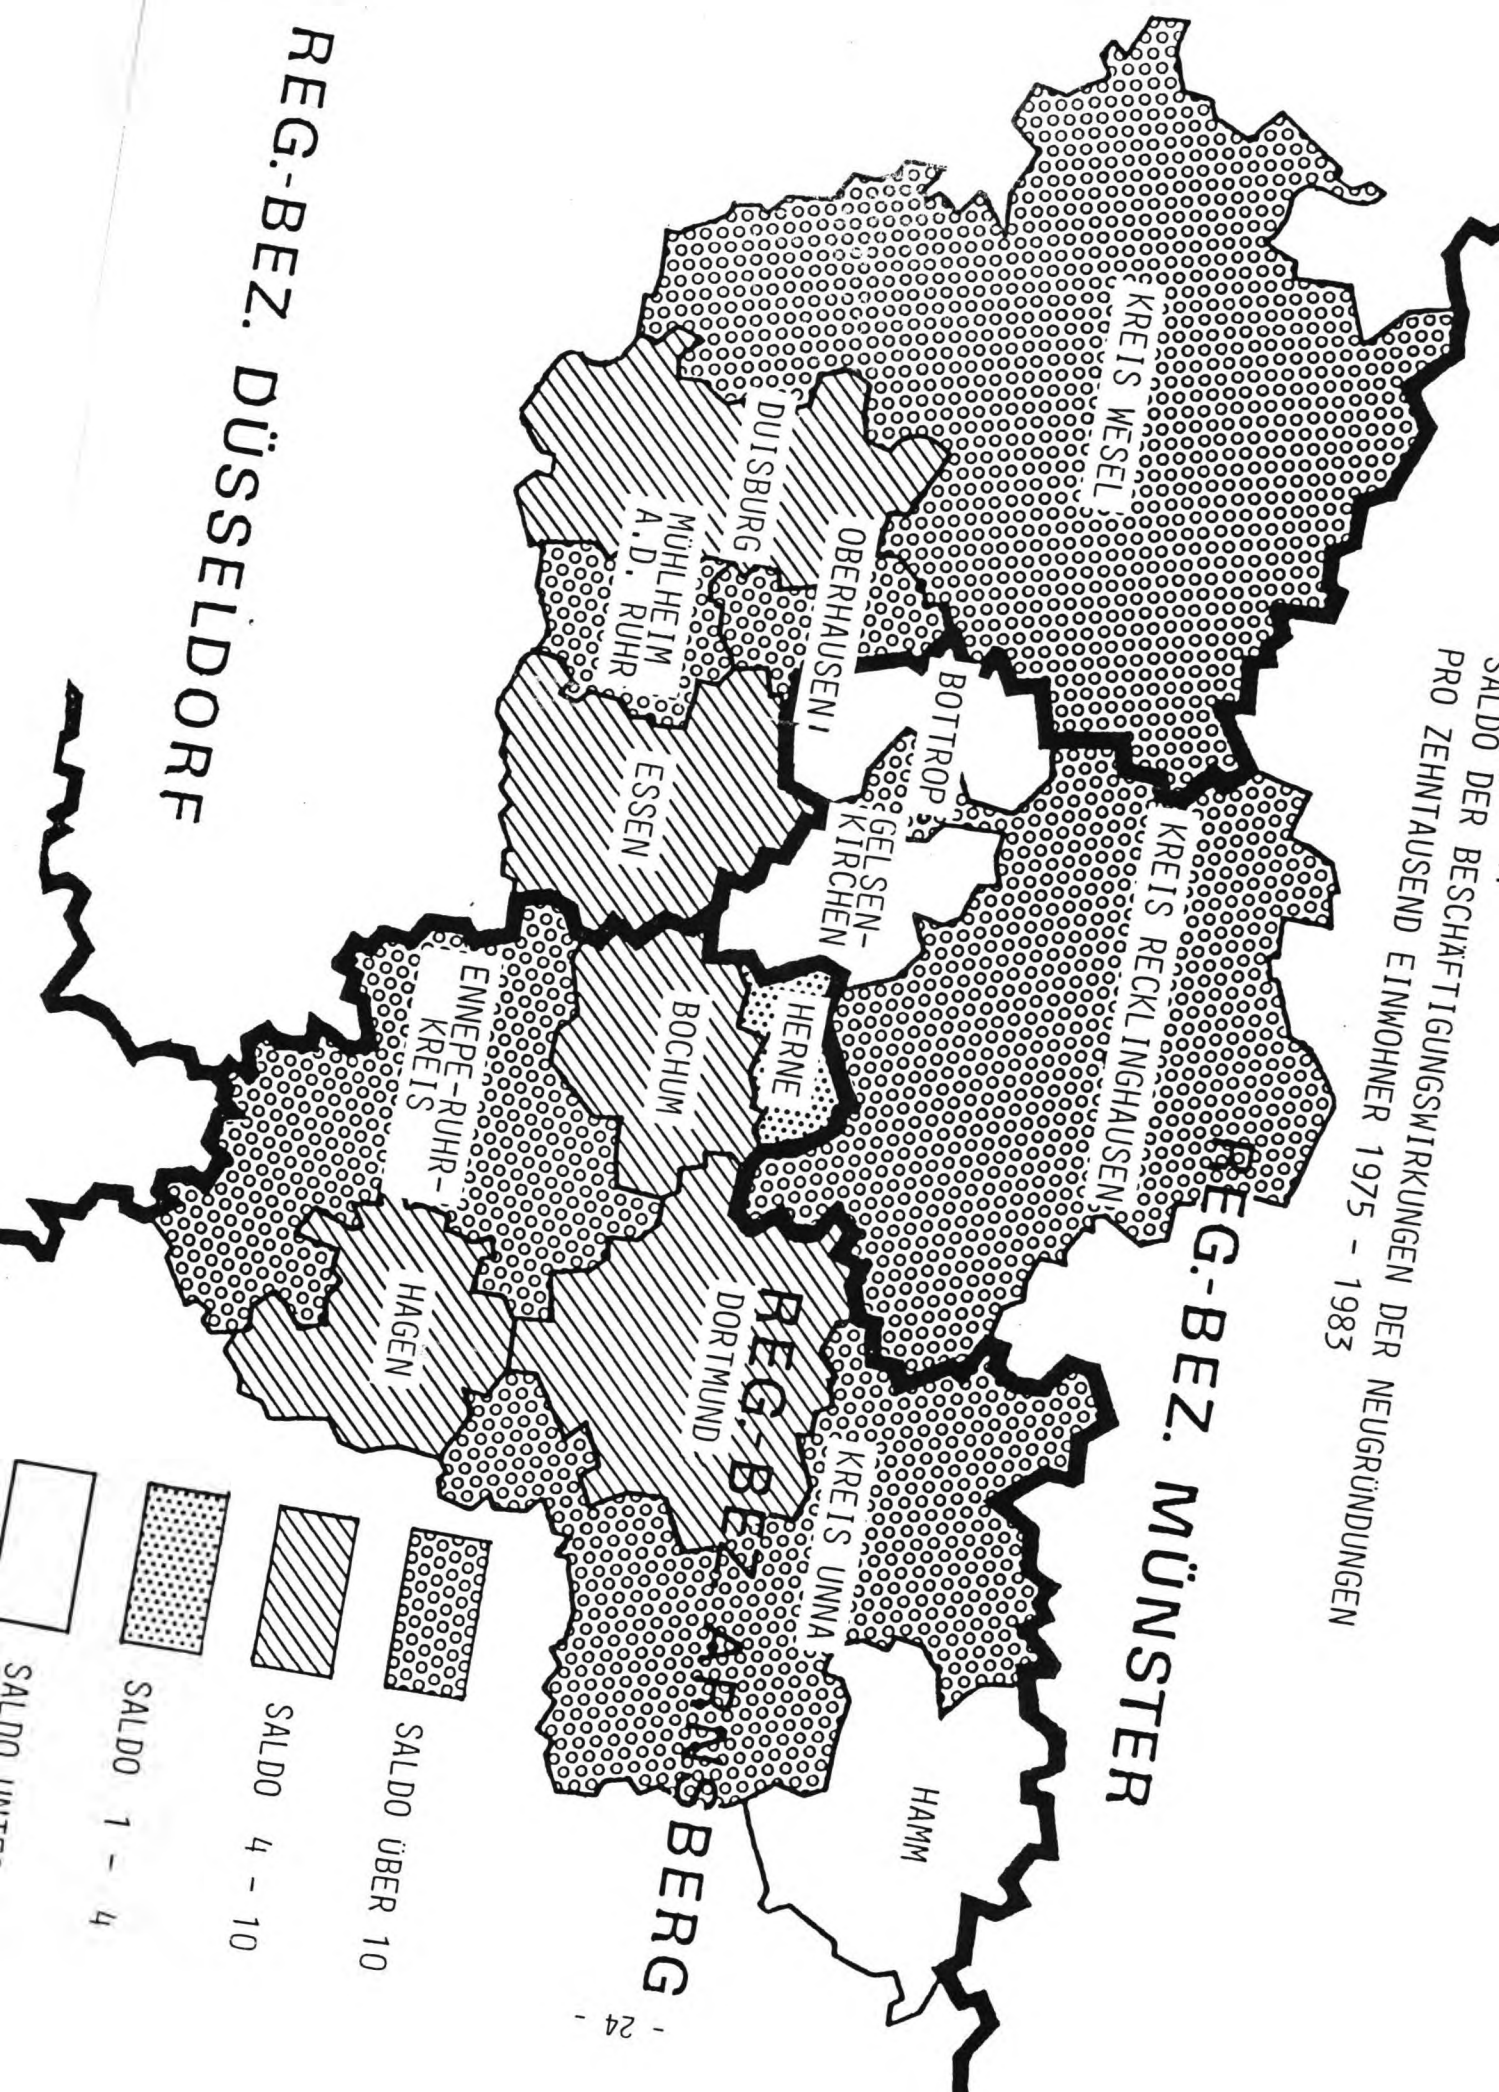 SALDO DER BESCHÄFTIGUNGSWIRKUNGEN DER NEUGRÜNDUNGEN
PRO ZEHNTAUSEND EINWOHNER 1975 - 1983
REG.-BEZ. MÜNSTER
KREIS WESEL
KREIS RECKLINGHAUSEN
BOTTROP
GELSEN-
KIRCHEN
OBERHAUSEN
DUISBURG
MÜHLHEIM
A.D. RUHR
ESSEN
HERNE
BOCHUM
DORTMUND
KREIS UNNA
HAMM
REG.-BEZ. ARNSBERG
ENNEPE-RUHR-
KREIS
HAGEN
REG.-BEZ. DÜSSELDORF
SALDO ÜBER 10
SALDO 4 - 10
SALDO 1 - 4
SALDO
- 24 -